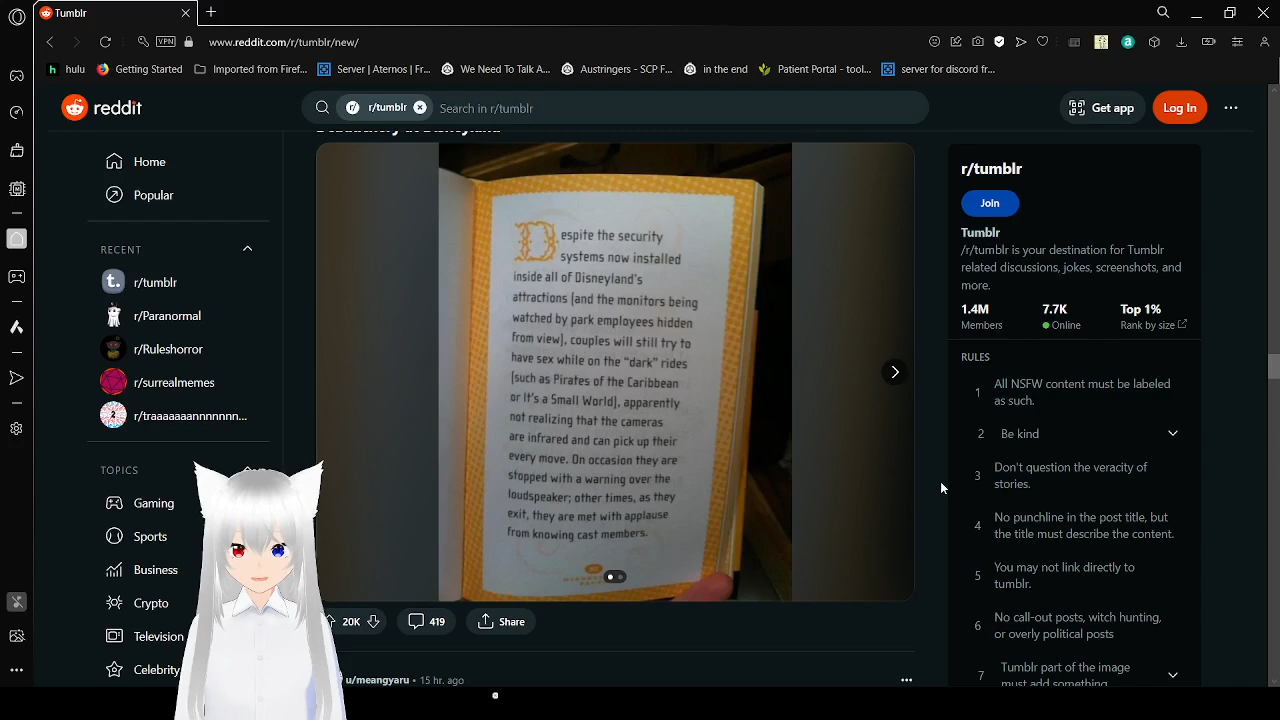 Tumblr
www.reddit.com/r/tumblr/new/
VPN
hulu
Getting Started
Imported from Firef...
Server | Aternos | Fr...
We Need To Talk A...
Austringers - SCP F...
in the end
Patient Portal - tool...
server for discord fr...
reddit
r/tumblr
Search in r/tumblr
Get app
Log In
Home
Popular
RECENT
r/tumblr
r/Paranormal
r/Ruleshorror
r/surrealmemes
r/traaaaaaannnnnnn...
TOPICS
Gaming
Sports
Business
Crypto
Television
Celebrity
Despite the security
systems now installed
inside all of Disneyland's
attractions (and the monitors being
watched by park employees hidden
from view), couples will still try to
have sex while on the "dark" rides
(such as Pirates of the Caribbean
or It's a Small World), apparently
not realizing that the cameras
are infrared and can pick up their
every move. On occasion they are
stopped with a warning over the
loudspeaker; other times, as they
exit, they are met with applause
from knowing cast members.
20K
419
Share
u/meangyaru • 15 hr. ago
r/tumblr
Join
Tumblr
/r/tumblr is your destination for Tumblr
related discussions, jokes, screenshots, and
more.
1.4M 7.7K Top 1%
Members Online Rank by size
RULES
1 All NSFW content must be labeled
as such.
2 Be kind
3 Don't question the veracity of
stories.
4 No punchline in the post title, but
the title must describe the content.
5 You may not link directly to
tumblr.
6 No call-out posts, witch hunting,
or overly political posts
7 Tumblr part of the image
must add something